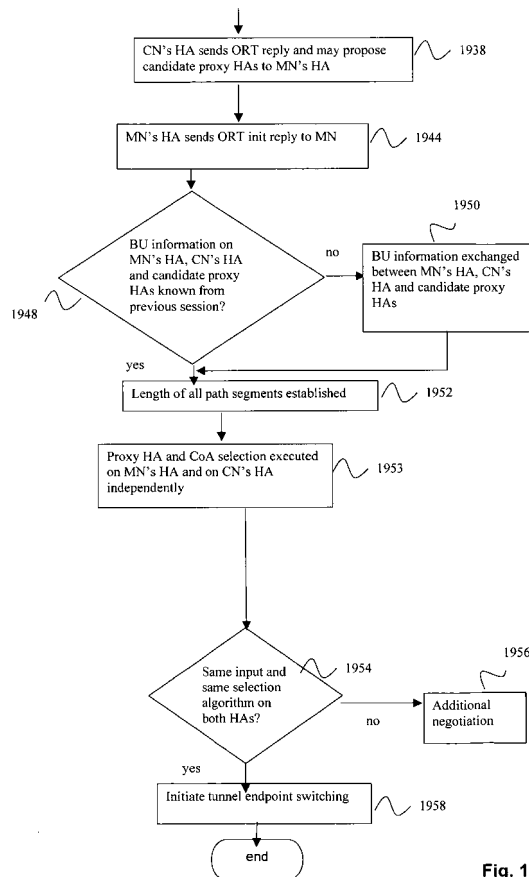 CN's HA sends ORT reply and may propose
candidate proxy HAs to MN's HA
1938
MN's HA sends ORT init reply to MN
1944
1950
BU information on
MN's HA, CN's HA
and candidate proxy
HAs known from
previous session?
no
BU information exchanged
between MN's HA, CN's
HA and candidate proxy
HAs
1948
yes
Length of all path segments established
1952
Proxy HA and CoA selection executed
on MN's HA and on CN's HA
independently
1953
1954
1956
Same input and
same selection
algorithm on
both HAs?
no
Additional
negotiation
yes
Initiate tunnel endpoint switching
1958
end
Fig. 1